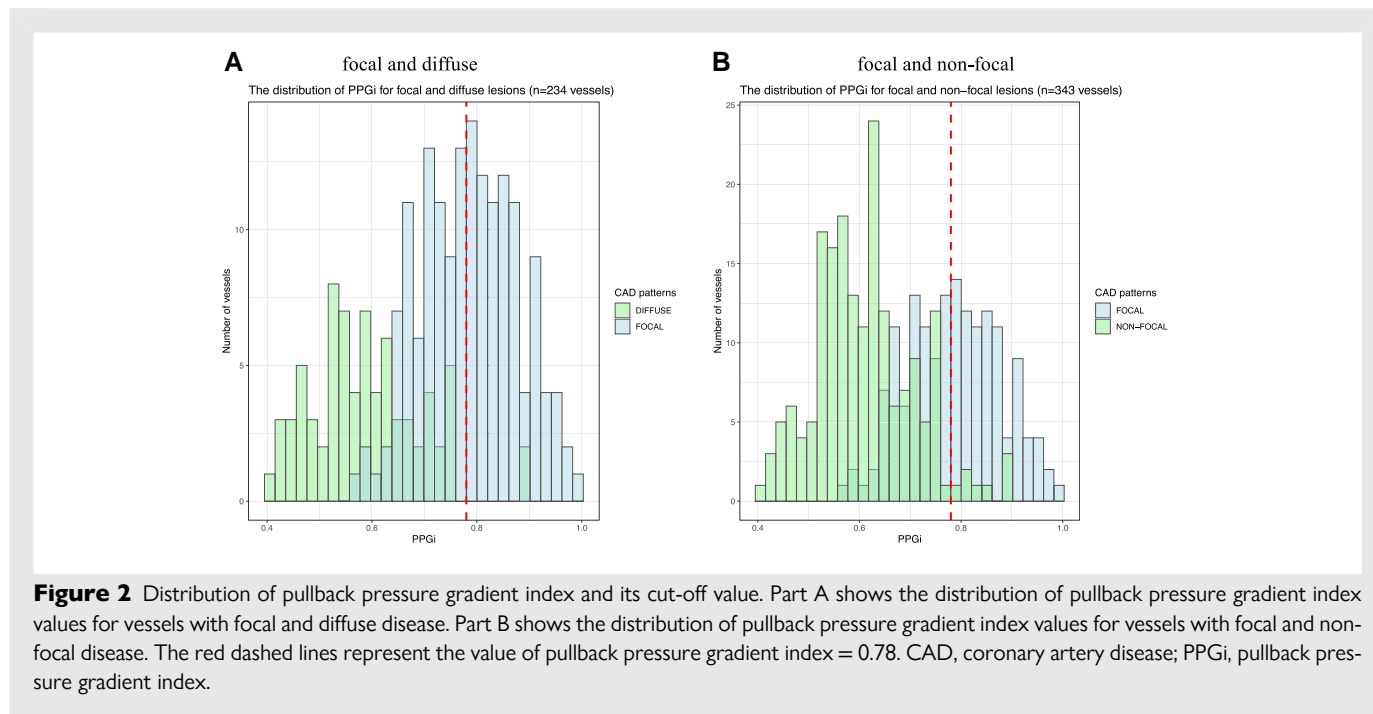 A
focal and diffuse
The distribution of PPGi for focal and diffuse lesions (n=234 vessels)
Number of vessels
10
5
0
0.4
0.6
0.8
1.0
PPGi
CAD patterns
DIFFUSE
FOCAL
B
focal and non-focal
The distribution of PPGi for focal and non–focal lesions (n=343 vessels)
Number of vessels
25
20
15
10
5
0
0.4
0.6
0.8
1.0
PPGi
CAD patterns
FOCAL
NON–FOCAL
Figure 2 Distribution of pullback pressure gradient index and its cut-off value. Part A shows the distribution of pullback pressure gradient index
values for vessels with focal and diffuse disease. Part B shows the distribution of pullback pressure gradient index values for vessels with focal and non-
focal disease. The red dashed lines represent the value of pullback pressure gradient index = 0.78. CAD, coronary artery disease; PPGi, pullback pres-
sure gradient index.